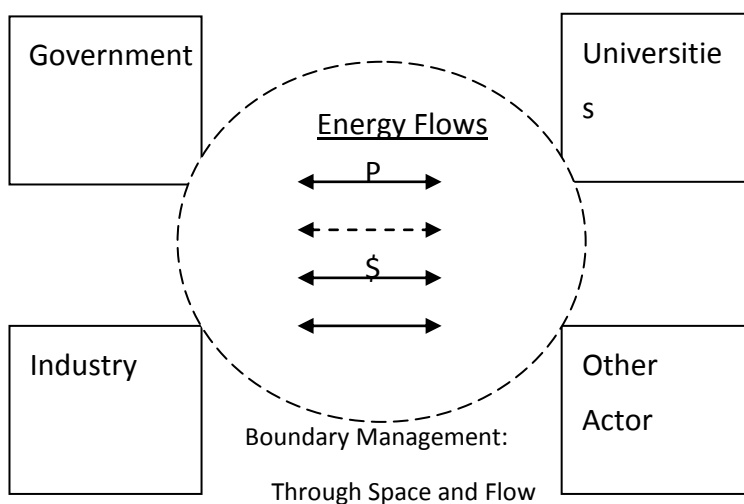 Government
Universitie
s
Energy Flows
P
$
Industry
Other
Actor
Boundary Management:
Through Space and Flow